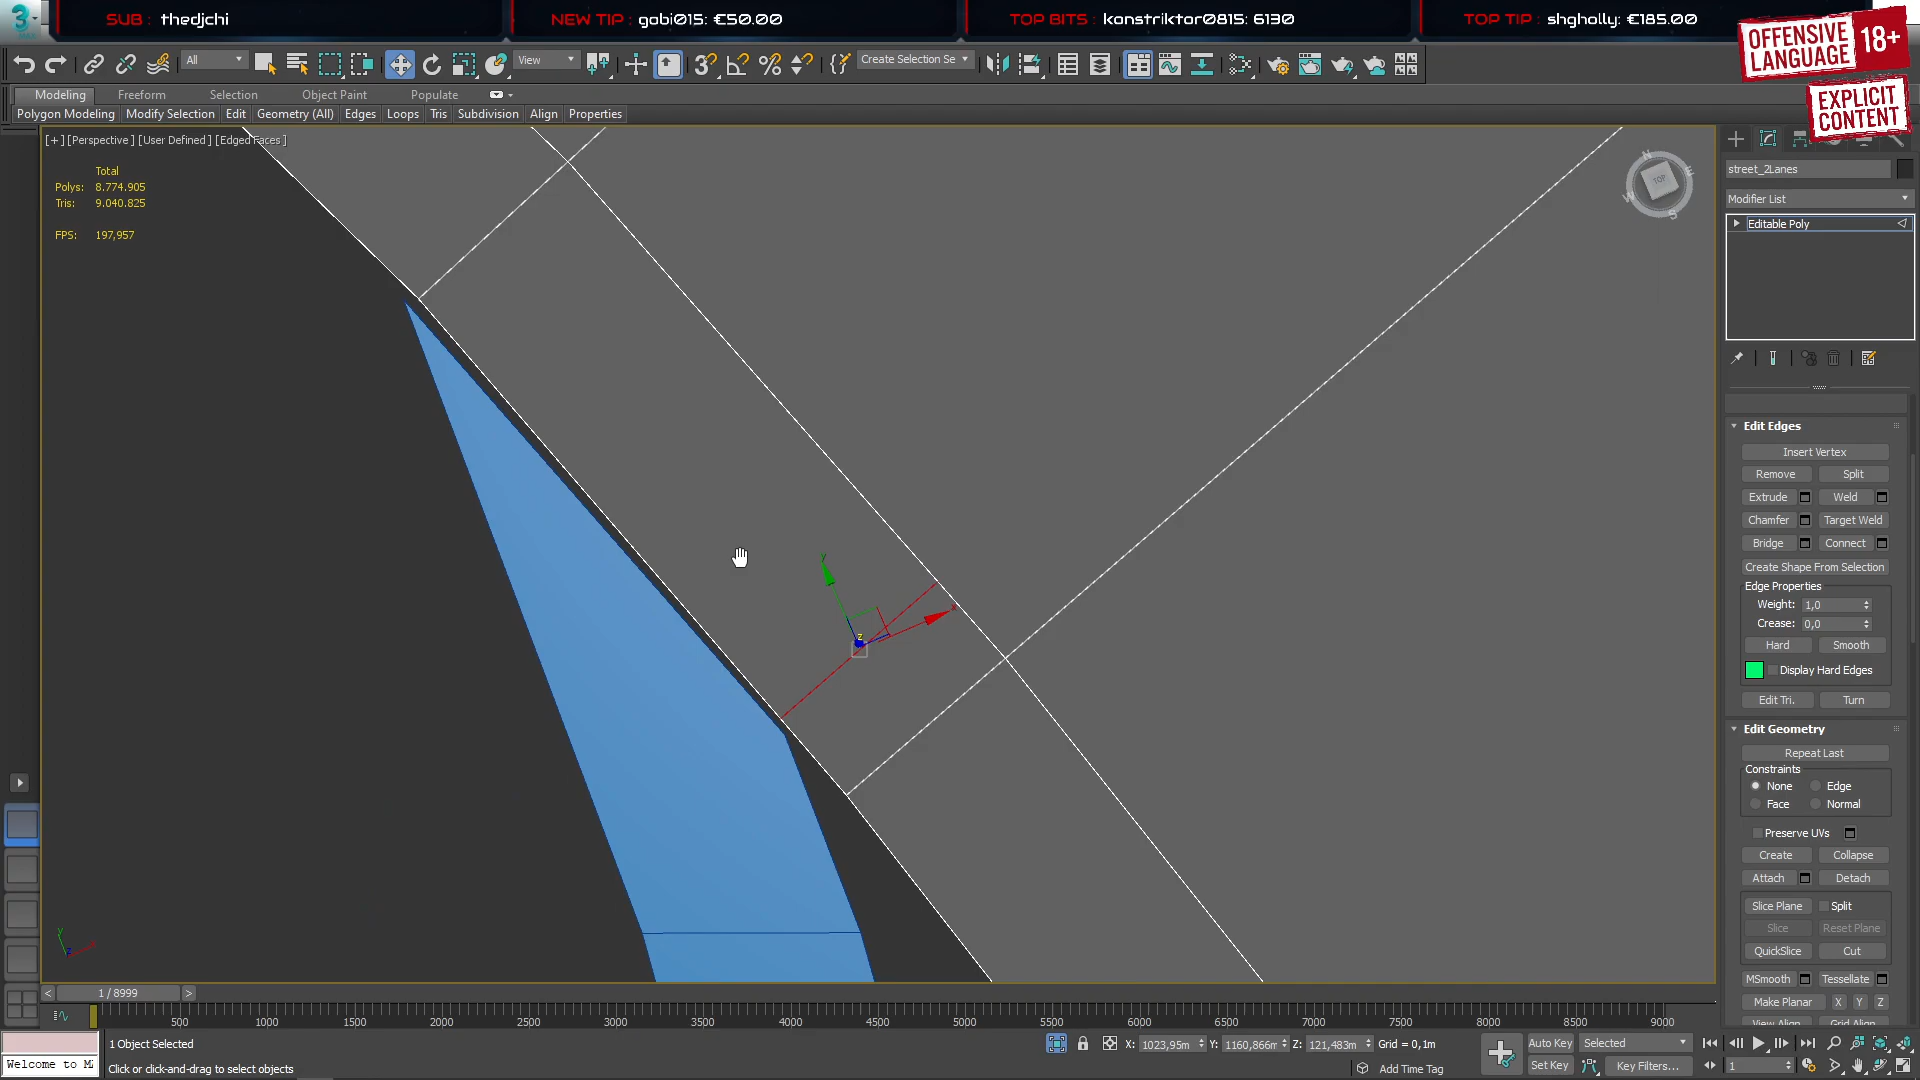 SUB : thedjchi
NEW TIP : gabi015: €50.00
TOP BITS : konstriktor0815: 6130
TOP TIP : shgholly: €185.00
OFFENSIVE LANGUAGE 18+
EXPLICIT CONTENT
All
View
Create Selection Se
Modeling
Freeform
Selection
Object Paint
Populate
Polygon Modeling
Modify Selection
Edit
Geometry (All)
Edges
Loops
Tris
Subdivision
Align
Properties
[+] [Perspective ] [User Defined ] [Edged Faces ]
Total
Polys: 8.774.905
Tris: 9.040.825
FPS: 197,957
TOP
N
W
S
street_2Lanes
Modifier List
Editable Poly
Edit Edges
Insert Vertex
Remove
Split
Extrude
Weld
Chamfer
Target Weld
Bridge
Connect
Create Shape From Selection
Edge Properties
Weight: 1,0
Crease: 0,0
Hard
Smooth
Display Hard Edges
Edit Tri.
Turn
Edit Geometry
Repeat Last
Constraints
None
Edge
Face
Normal
Preserve UVs
Create
Collapse
Attach
Detach
Slice Plane
Split
Slice
Reset Plane
QuickSlice
Cut
MSmooth
Tessellate
Make Planar
X
Y
Z
View Align
Grid Align
y
x
z
1 / 8999
500
1000
1500
2000
2500
3000
3500
4000
4500
5000
5500
6000
6500
7000
7500
8000
8500
9000
1 Object Selected
X: 1023,95m
Y: 1160,866m
Z: 121,483m
Grid = 0,1m
Auto Key
Selected
Welcome to M
Click or click-and-drag to select objects
Add Time Tag
Set Key
Key Filters...
1